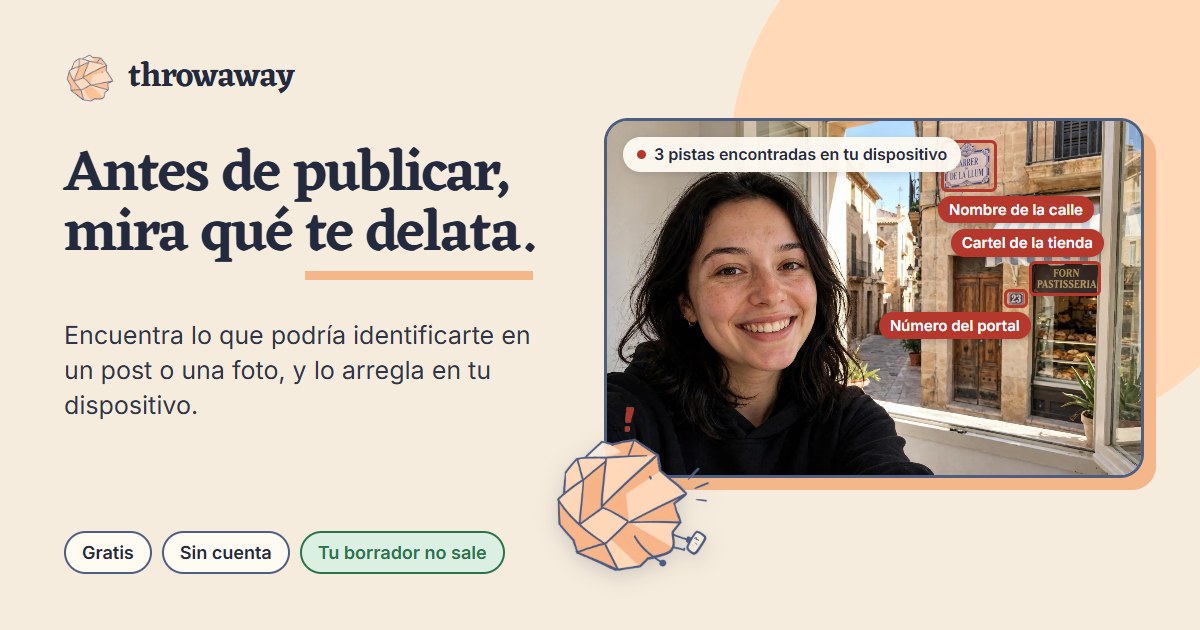 throwaway
Antes de publicar,
mira qué te delata.
Encuentra lo que podría identificarte en
un post o una foto, y lo arregla en tu
dispositivo.
Gratis
Sin cuenta
Tu borrador no sale
3 pistas encontradas en tu dispositivo
DE LA LLUM
Nombre de la calle
Cartel de la tienda
FORN
PASTISSERIA
23
Número del portal
!